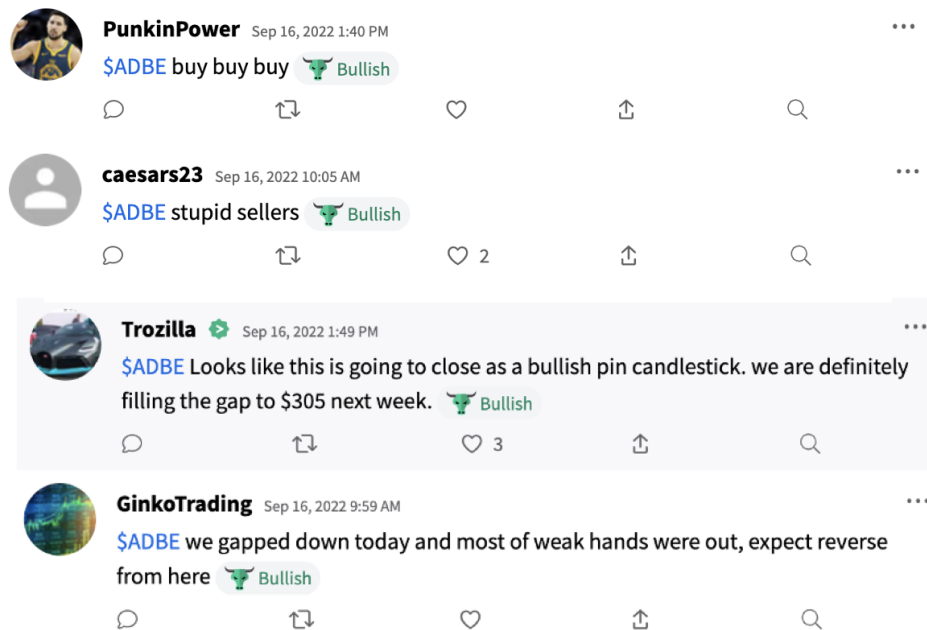 PunkinPower Sep 16, 2022 1:40 PM
$ADBE buy buy buy Bullish
caesars23 Sep 16, 2022 10:05 AM
$ADBE stupid sellers Bullish
2
Trozilla Sep 16, 2022 1:49 PM
$ADBE Looks like this is going to close as a bullish pin candlestick. we are definitely
filling the gap to $305 next week. Bullish
3
GinkoTrading Sep 16, 2022 9:59 AM
$ADBE we gapped down today and most of weak hands were out, expect reverse
from here Bullish